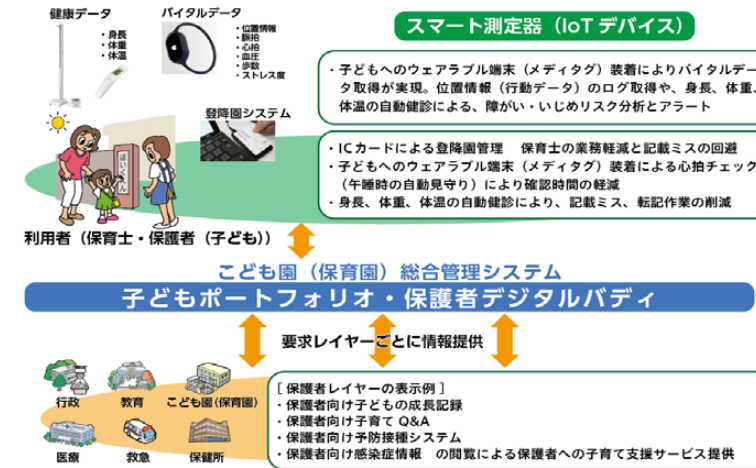 健康データ
・身長
・体重
・体温
バイタルデータ
・位置情報
・脈拍
・心拍
・血圧
・歩数
・ストレス度
登降園システム
ほいくえん
利用者（保育士・保護者（子ども））
スマート測定器（IoT デバイス）
・子どもへのウェアラブル端末（メディタグ）装着によりバイタルデー
タ取得が実現。位置情報（行動データ）のログ取得や、身長、体重、
体温の自動健診による、障がい・いじめリスク分析とアラート
・ICカードによる登降園管理　保育士の業務軽減と記載ミスの回避
・子どもへのウェアラブル端末（メディタグ）装着による心拍チェック
（午睡時の自動見守り）により確認時間の軽減
・身長、体重、体温の自動健診により、記載ミス、転記作業の削減
こども園（保育園）総合管理システム
子どもポートフォリオ・保護者デジタルバディ
要求レイヤーごとに情報提供
行政
教育
こども園(保育園)
医療
救急
保健所
［保護者レイヤーの表示例］
・保護者向け子どもの成長記録
・保護者向け子育て Q&A
・保護者向け予防接種システム
・保護者向け感染症情報　の閲覧による保護者への子育て支援サービス提供